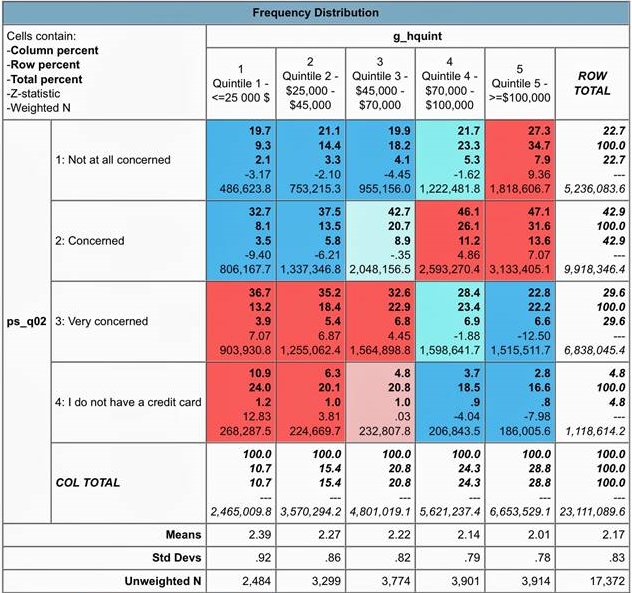 Frequency Distribution
Cells contain:
-Column percent
-Row percent
-Total percent
-Z-statistic
-Weighted N
g_hquint
1
Quintile 1 -
<=25 000 $
2
Quintile 2 -
$25,000 -
$45,000
3
Quintile 3 -
$45,000 -
$70,000
4
Quintile 4 -
$70,000 -
$100,000
5
Quintile 5 -
>=$100,000
ROW
TOTAL
ps_q02
1: Not at all concerned
19.7 21.1 19.9 21.7 27.3 22.7
9.3 14.4 18.2 23.3 34.7 100.0
2.1 3.3 4.1 5.3 7.9 22.7
-3.17 -2.10 -4.45 -1.62 9.36 ---
486,623.8 753,215.3 955,156.0 1,222,481.8 1,818,606.7 5,236,083.6
2: Concerned
32.7 37.5 42.7 46.1 47.1 42.9
8.1 13.5 20.7 26.1 31.6 100.0
3.5 5.8 8.9 11.2 13.6 42.9
-9.40 -6.21 -.35 4.86 7.07 ---
806,167.7 1,337,346.8 2,048,156.5 2,593,270.4 3,133,405.1 9,918,346.4
3: Very concerned
36.7 35.2 32.6 28.4 22.8 29.6
13.2 18.4 22.9 23.4 22.2 100.0
3.9 5.4 6.8 6.9 6.6 29.6
7.07 6.87 4.45 -1.88 -12.50 ---
903,930.8 1,255,062.4 1,564,898.8 1,598,641.7 1,515,511.7 6,838,045.4
4: I do not have a credit card
10.9 6.3 4.8 3.7 2.8 4.8
24.0 20.1 20.8 18.5 16.6 100.0
1.2 1.0 1.0 .9 .8 4.8
12.83 3.81 .03 -4.04 -7.98 ---
268,287.5 224,669.7 232,807.8 206,843.5 186,005.6 1,118,614.2
COL TOTAL
100.0 100.0 100.0 100.0 100.0 100.0
10.7 15.4 20.8 24.3 28.8 100.0
10.7 15.4 20.8 24.3 28.8 100.0
--- --- --- --- --- ---
2,465,009.8 3,570,294.2 4,801,019.1 5,621,237.4 6,653,529.1 23,111,089.6
Means 2.39 2.27 2.22 2.14 2.01 2.17
Std Devs .92 .86 .82 .79 .78 .83
Unweighted N 2,484 3,299 3,774 3,901 3,914 17,372